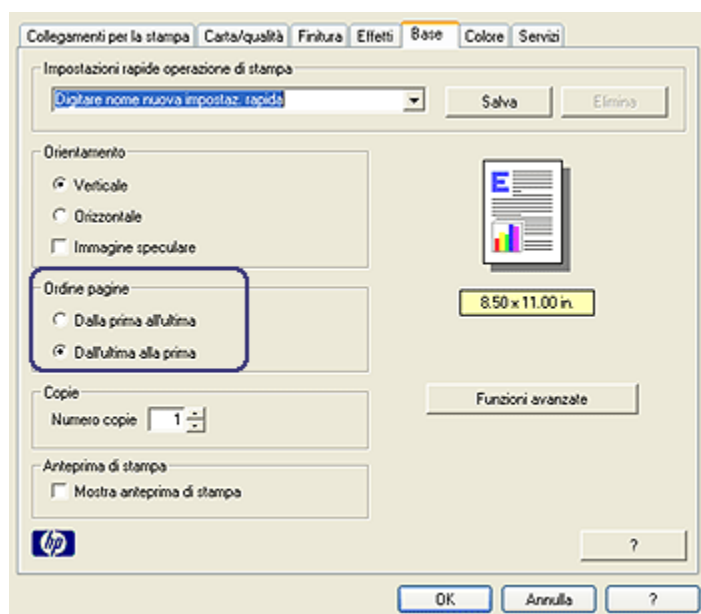 Collegamenti per la stampa Carta/qualità Finitura Effetti Base Colore Servizi
Impostazioni rapide operazione di stampa
Digitare nome nuova impostaz. rapida Salva Elimina
Orientamento
Verticale
Orizzontale
Immagine speculare
E
Ordine pagine
8.50 x 11.00 in.
Dalla prima all'ultima
Dall'ultima alla prima
Copie
Numero copie 1
Funzioni avanzate
Anteprima di stampa
Mostra anteprima di stampa
hp ?
OK Annulla ?